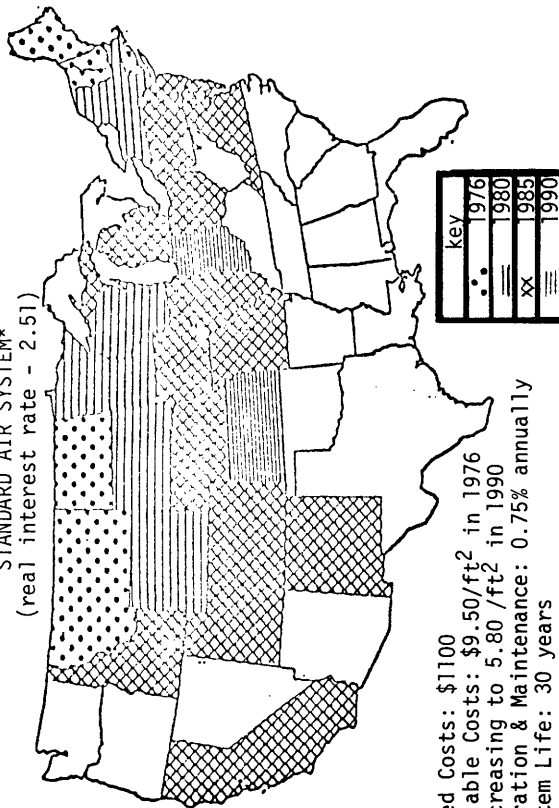 STANDARD AIR SYSTEM*
(real interest rate - 2.51)
ed Costs: $1100
able Costs: $9.50/ft² in 1976
creasing to 5.80 /ft² in 1990
ration & Maintenance: 0.75% annually
tem Life: 30 years
key
1976
1980
1985
1990